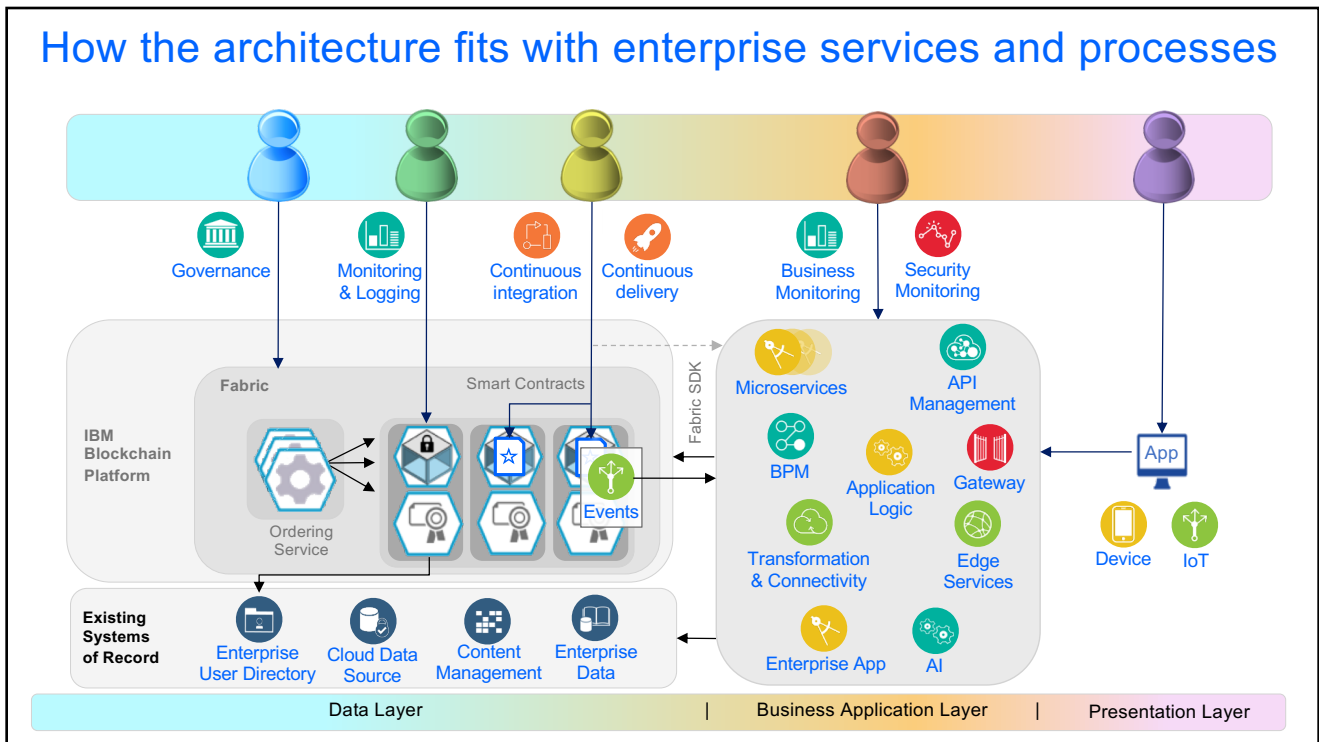 How the architecture fits with enterprise services and processes
Governance
Monitoring
& Logging
Continuous
integration
Continuous
delivery
Business
Monitoring
Security
Monitoring
IBM
Blockchain
Platform
Fabric
Smart Contracts
Ordering
Service
Events
Fabric SDK
Microservices
API
Management
BPM
Application
Logic
Gateway
Transformation
& Connectivity
Edge
Services
Enterprise App
AI
App
Device
IoT
Existing
Systems
of Record
Enterprise
User Directory
Cloud Data
Source
Content
Management
Enterprise
Data
Data Layer
|
Business Application Layer
|
Presentation Layer